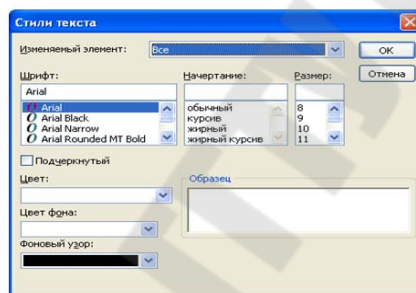 Стили текста
Изменяемый элемент: Все
ОК
Отмена
Шрифт: Начертание: Размер:
Arial
Arial обычный 8
Arial Black курсив 9
Arial Narrow жирный 10
Arial Rounded MT Bold жирный курсив 11
Подчеркнутый
Цвет: Образец
Цвет фона:
Фоновый узор: